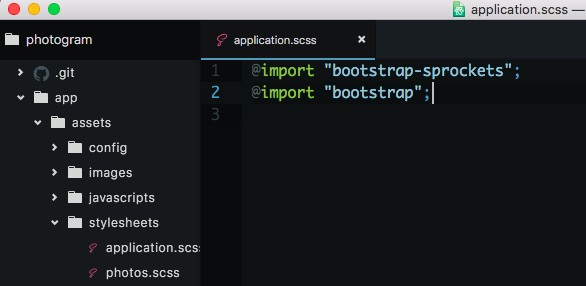 application.scss —
photogram
application.scss ×
.git
app
assets
config
images
javascripts
stylesheets
application.scss
photos.scss
1 @import "bootstrap-sprockets";
2 @import "bootstrap";
3